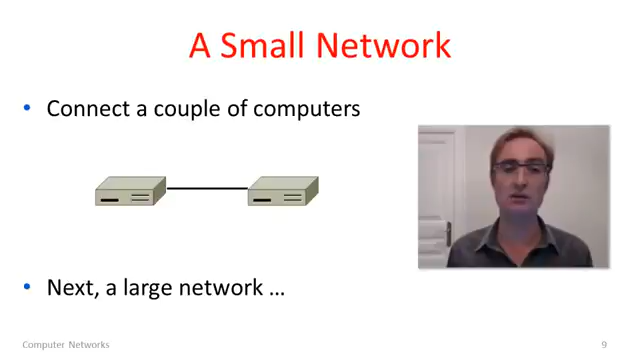 A Small Network
• Connect a couple of computers
• Next, a large network ...
Computer Networks
9